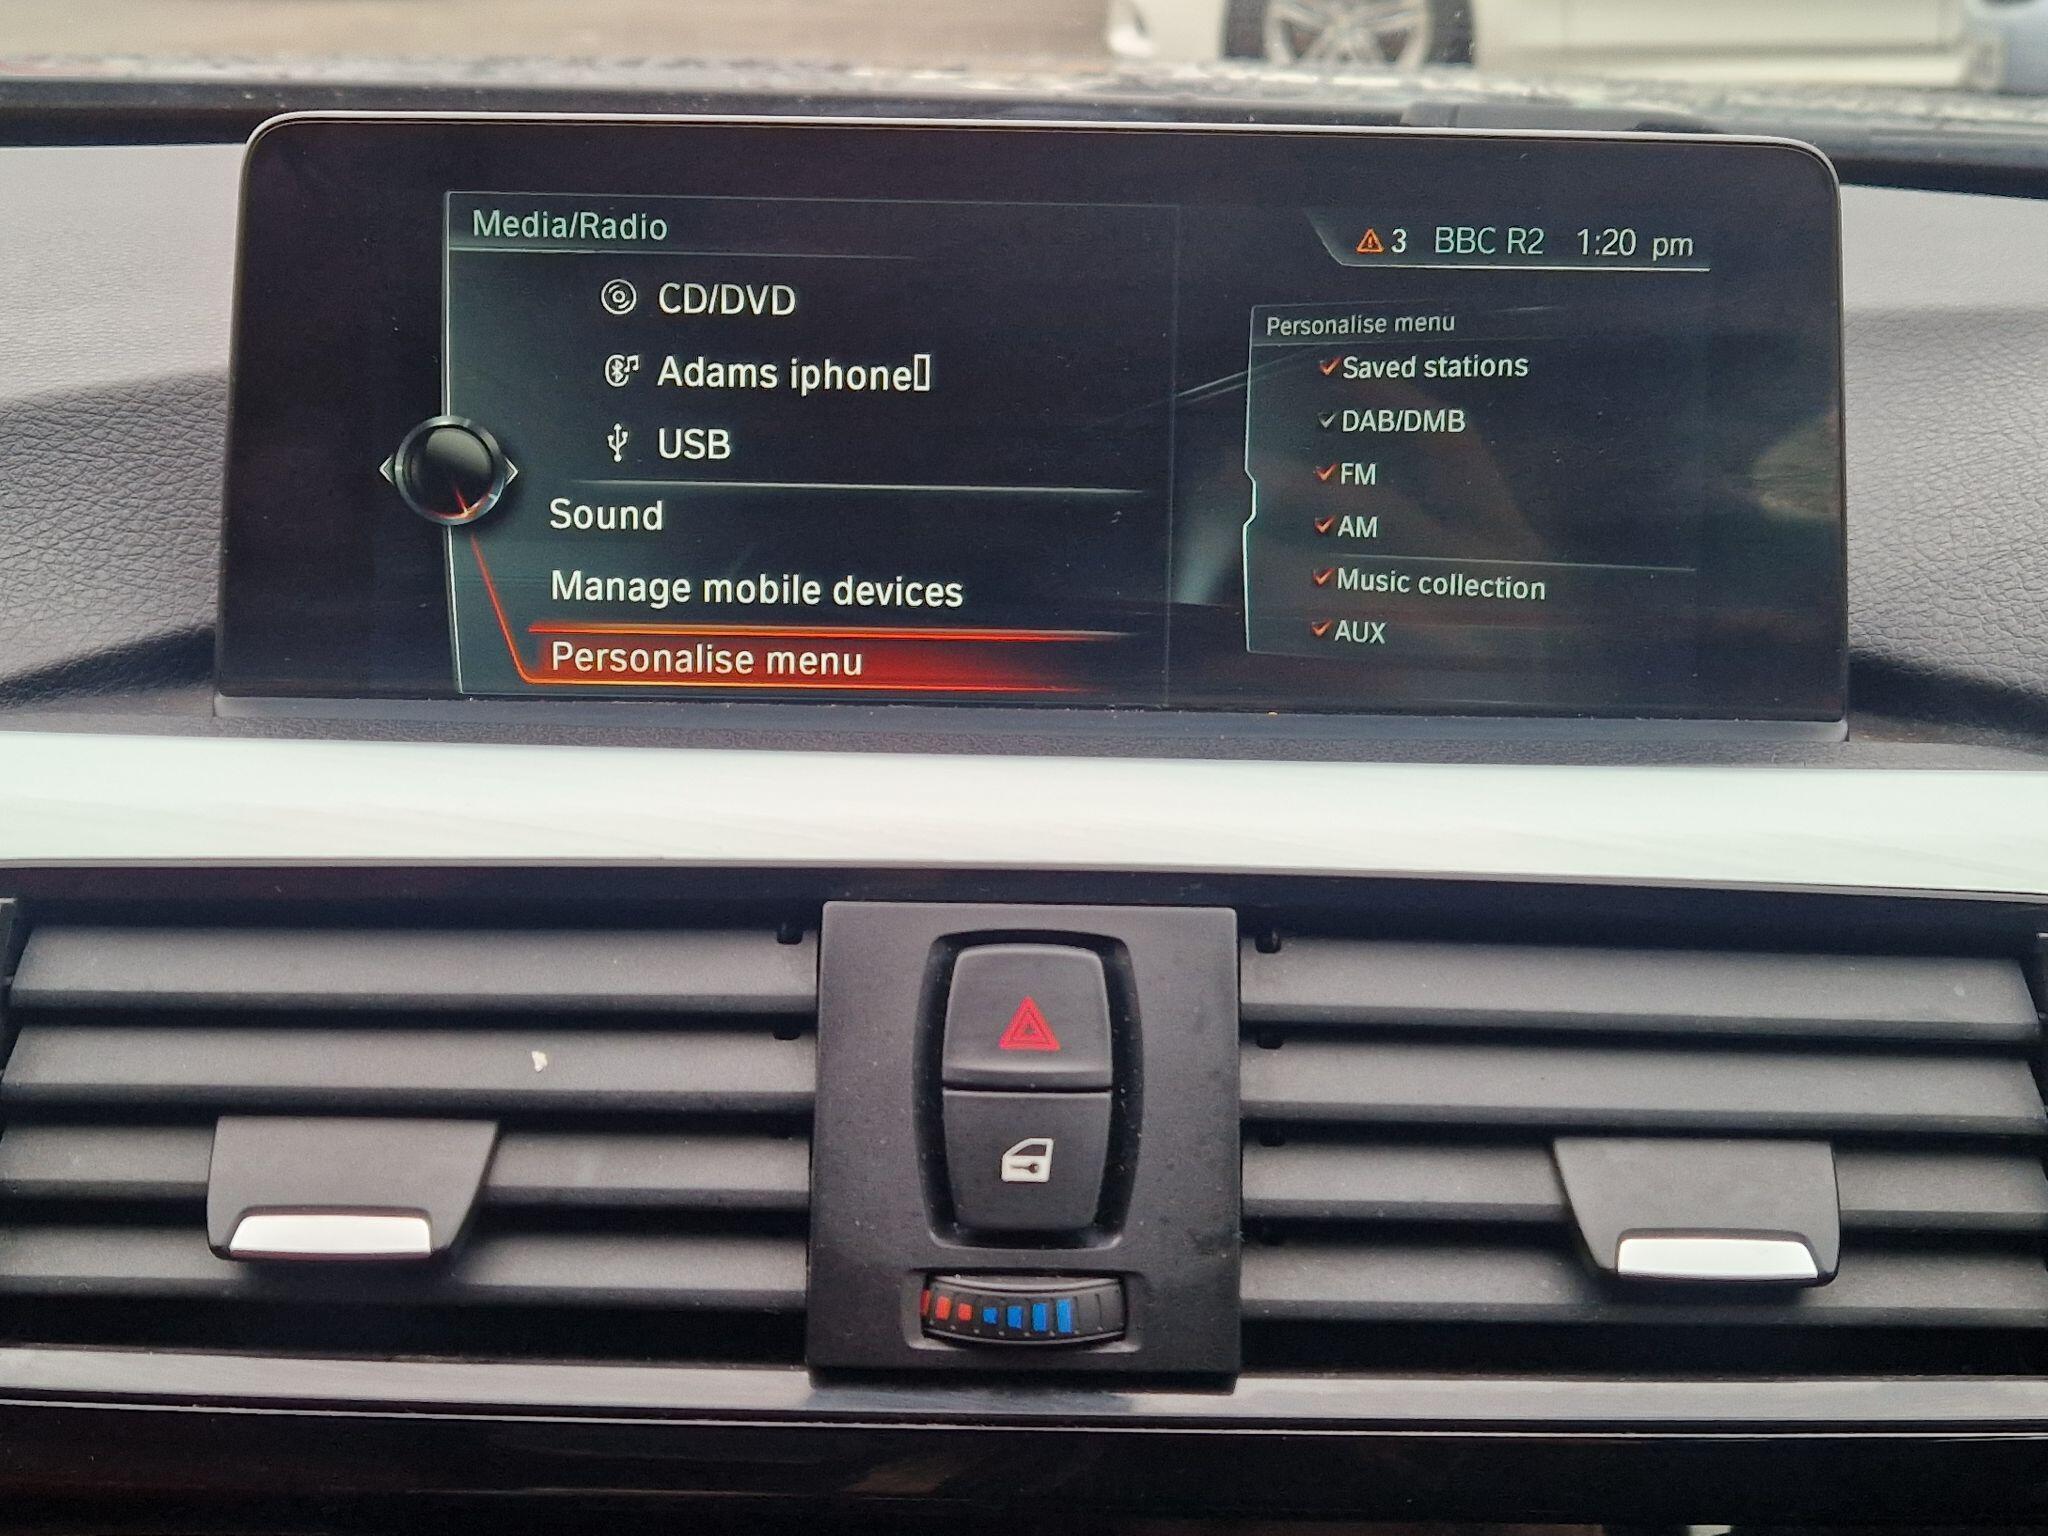 Media/Radio
CD/DVD
Adams iphone▯
USB
Sound
Manage mobile devices
Personalise menu
3 BBC R2 1:20 pm
Personalise menu
Saved stations
DAB/DMB
FM
AM
Music collection
AUX